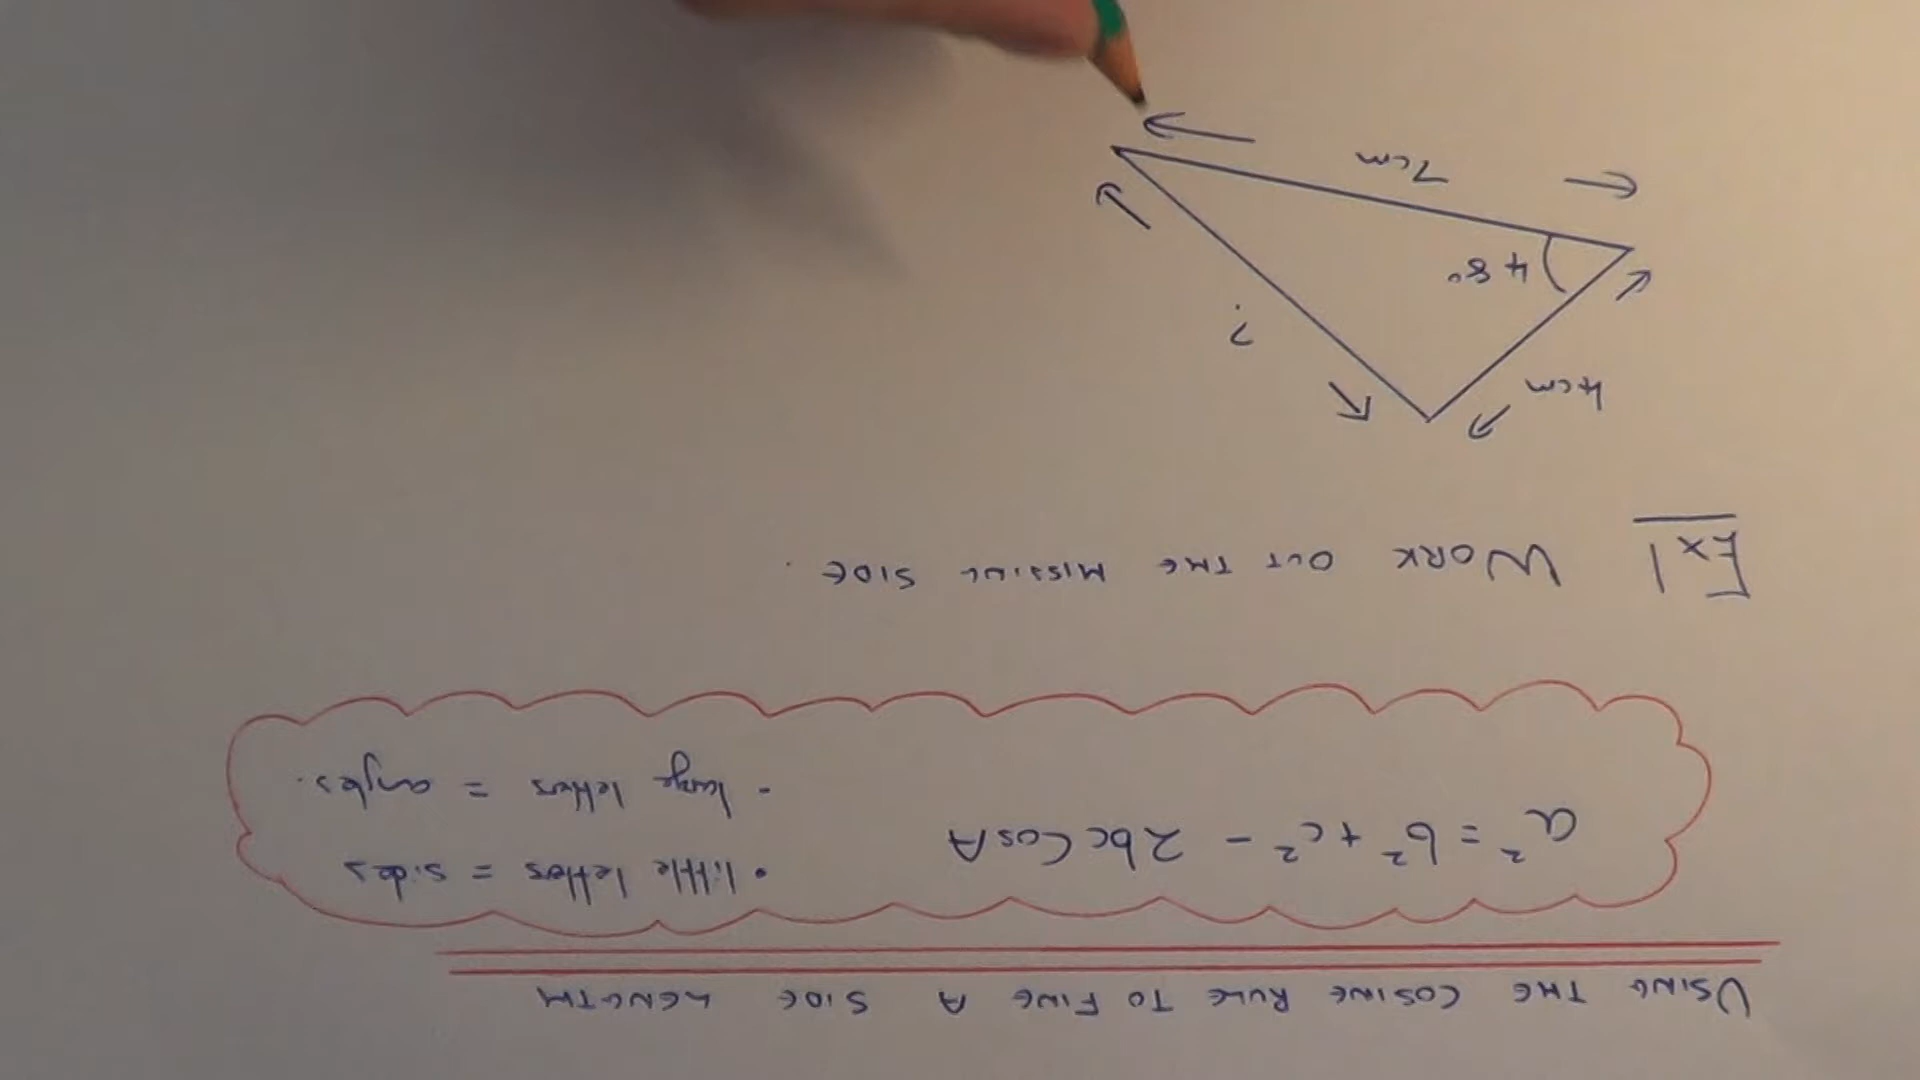 USING THE COSINE RULE TO FIND A SIDE LENGTH
a² = b² + c² - 2bc CosA
• little letters = sides
• large letters = angles.
Ex1 WORK OUT THE MISSING SIDE.
4cm
?
48°
7cm